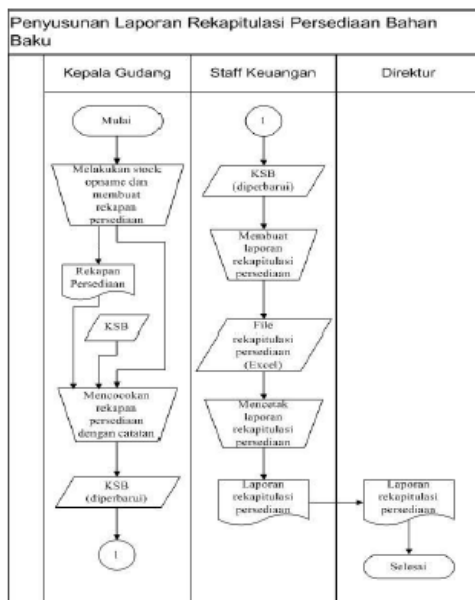 Penyusunan Laporan Rekapitulasi Persediaan Bahan
Baku
Kepala Gudang
Staff Keuangan
Direktur
Mulai
Melakukan stock
opname dan
membuat
rekapan
persediaan
Rekapan
Persediaan
KSB
Mencocokan
rekapan
persediaan
dengan catatan
KSB
(diperbarui)
1
1
KSB
(diperbarui)
Membuat
laporan
rekapitulasi
persediaan
File
rekapitulasi
persediaan
(Excel)
Mencetak
laporan
rekapitulasi
persediaan
Laporan
rekapitulasi
persediaan
Laporan
rekapitulasi
persediaan
Selesai